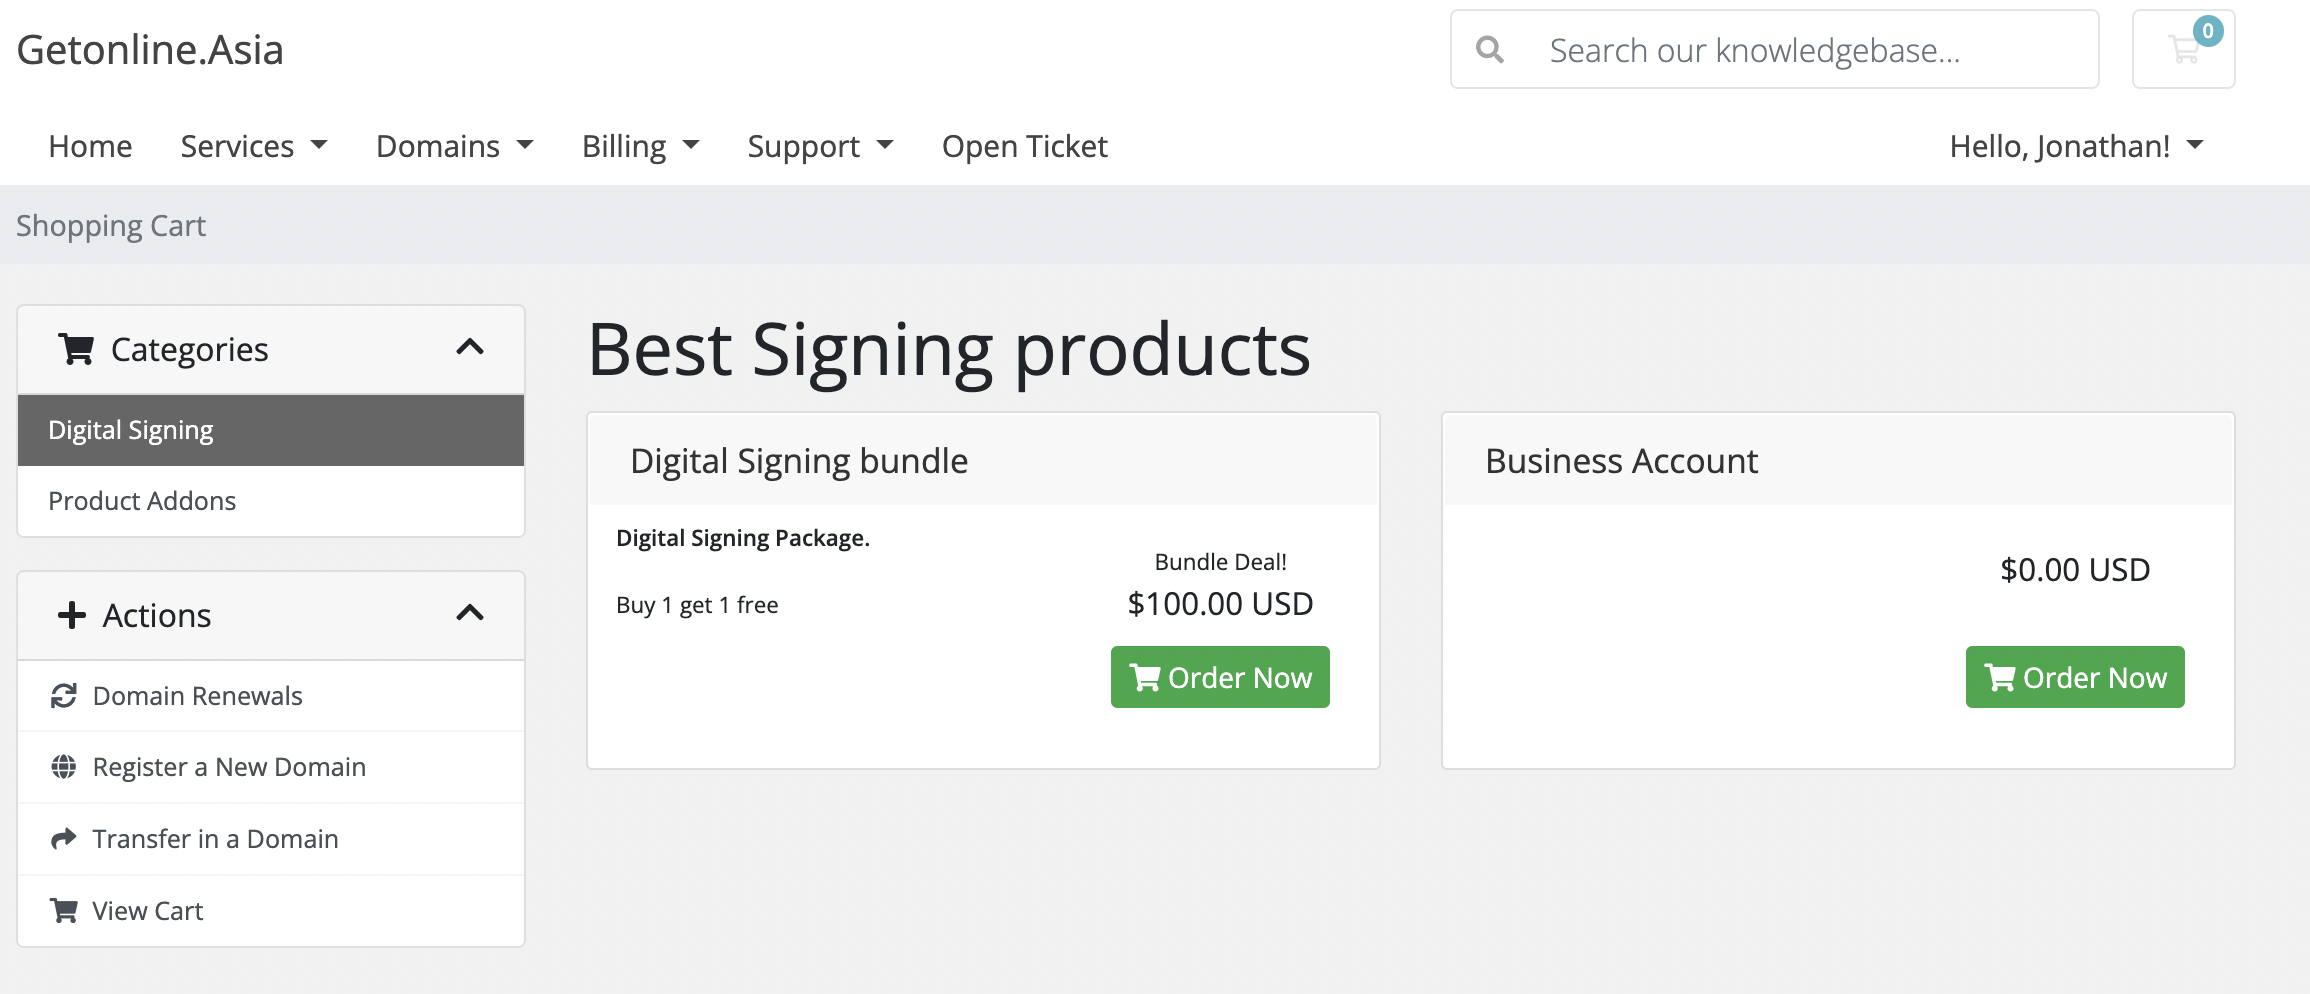 Getonline.Asia
Search our knowledgebase...
0
Home Services Domains Billing Support Open Ticket Hello, Jonathan!
Shopping Cart
Categories
Digital Signing
Product Addons
Actions
Domain Renewals
Register a New Domain
Transfer in a Domain
View Cart
Best Signing products
Digital Signing bundle
Digital Signing Package.
Buy 1 get 1 free
Bundle Deal!
$100.00 USD
Order Now
Business Account
$0.00 USD
Order Now